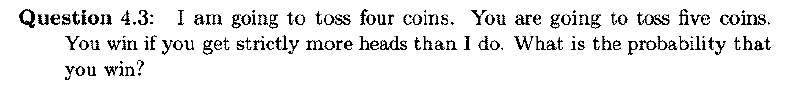 Question 4.3: I am going to toss four coins. You are going to toss five coins.
You win if you get strictly more heads than I do. What is the probability that
you win?